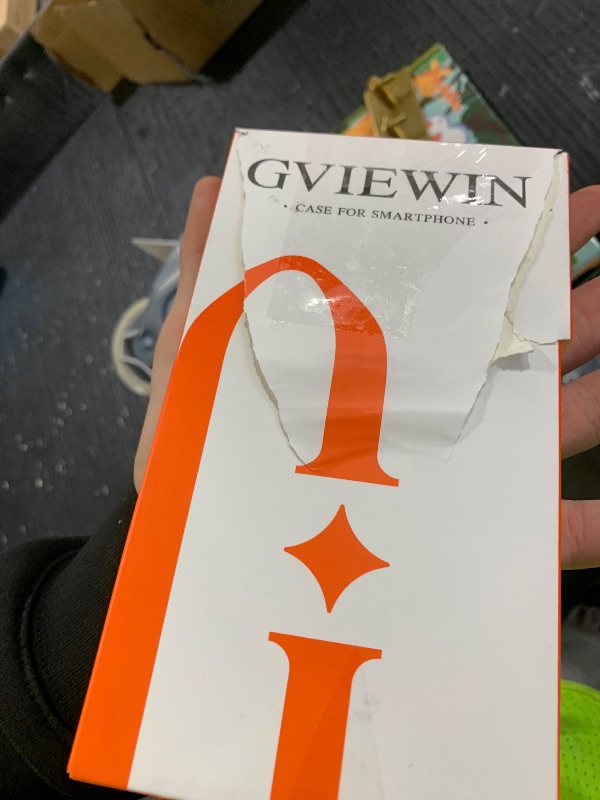 GVIEWIN
• CASE FOR SMARTPHONE •